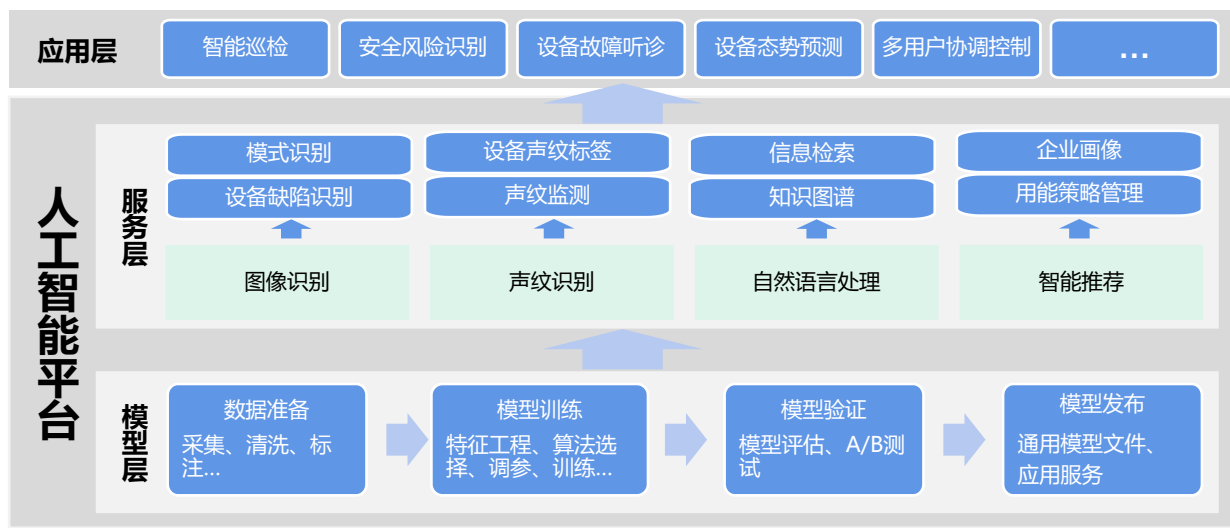 应用层
智能巡检
安全风险识别
设备故障听诊
设备态势预测
多用户协调控制
...
人工智能平台
服务层
模式识别
设备声纹标签
信息检索
企业画像
设备缺陷识别
声纹监测
知识图谱
用能策略管理
图像识别
声纹识别
自然语言处理
智能推荐
模型层
数据准备
采集、清洗、标
注...
模型训练
特征工程、算法选
择、调参、训练...
模型验证
模型评估、A/B测
试
模型发布
通用模型文件、
应用服务